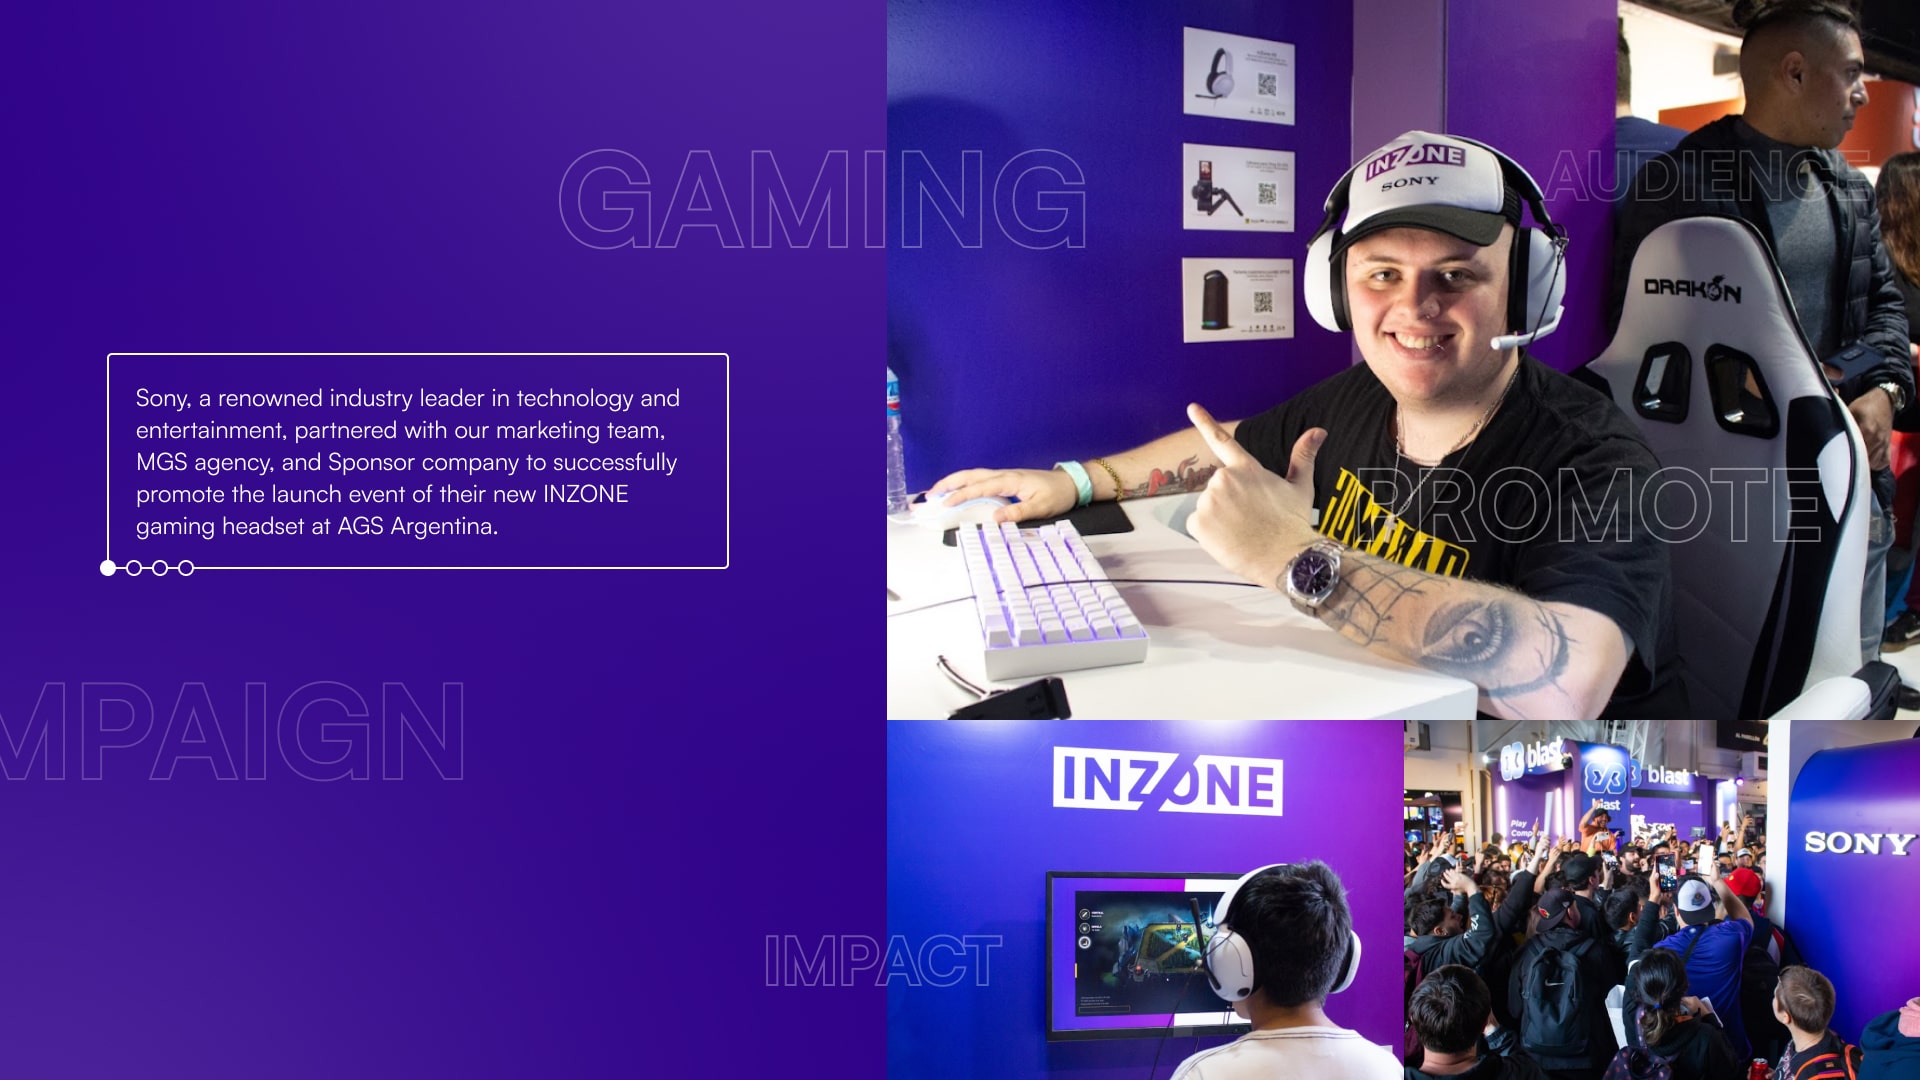 GAMING
AUDIENCE
INZONE
SONY
DRAKON
Sony, a renowned industry leader in technology and
entertainment, partnered with our marketing team,
MGS agency, and Sponsor company to successfully
promote the launch event of their new INZONE
gaming headset at AGS Argentina.
PROMOTE
MPAIGN
INZONE
blast
blast
blast
Play
SONY
IMPACT